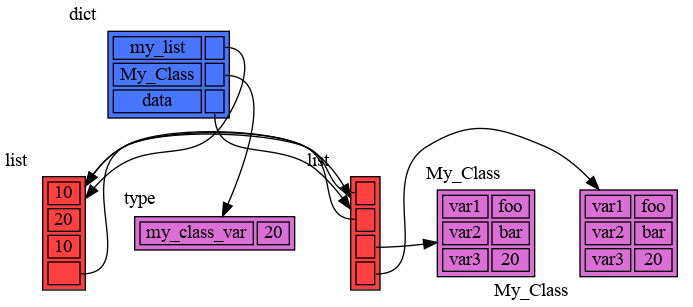 dict
my_list
My_Class
data
list
10
20
10
type
my_class_var 20
list
My_Class
var1 foo
var2 bar
var3 20
var1 foo
var2 bar
var3 20
My_Class